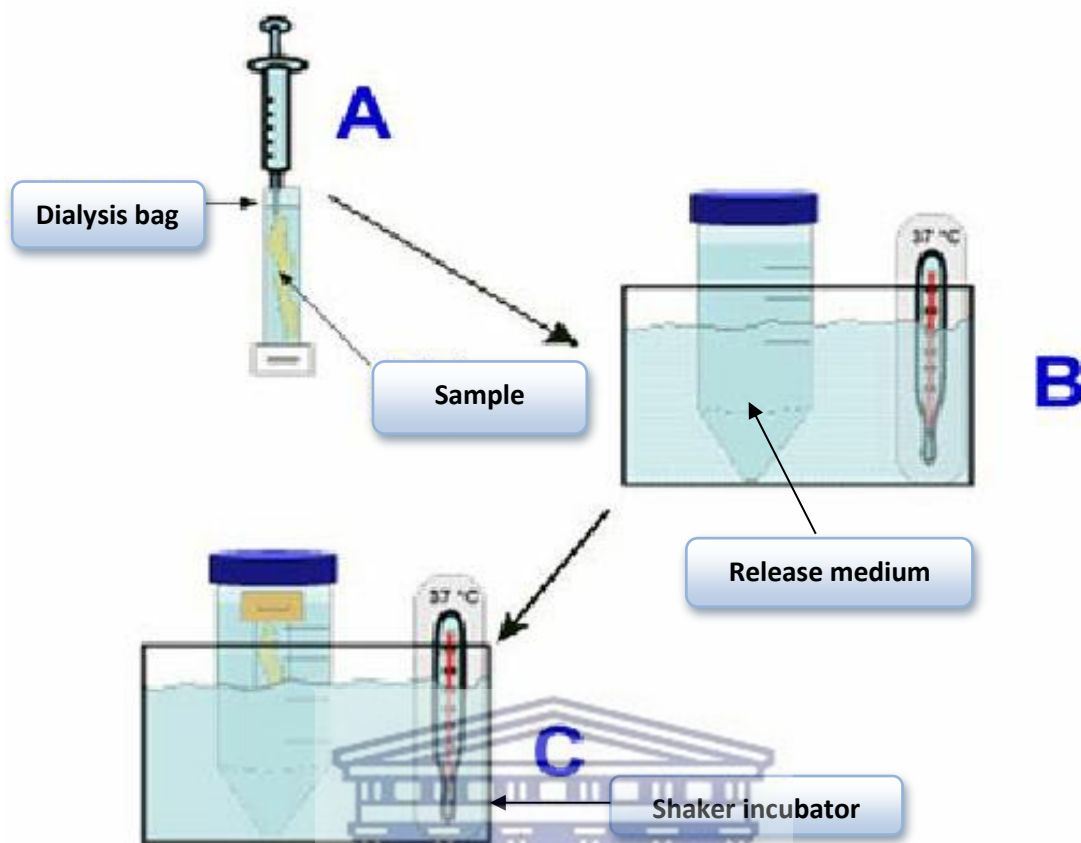 A
Dialysis bag
Sample
37 °C
B
Release medium
37 °C
C
Shaker incubator